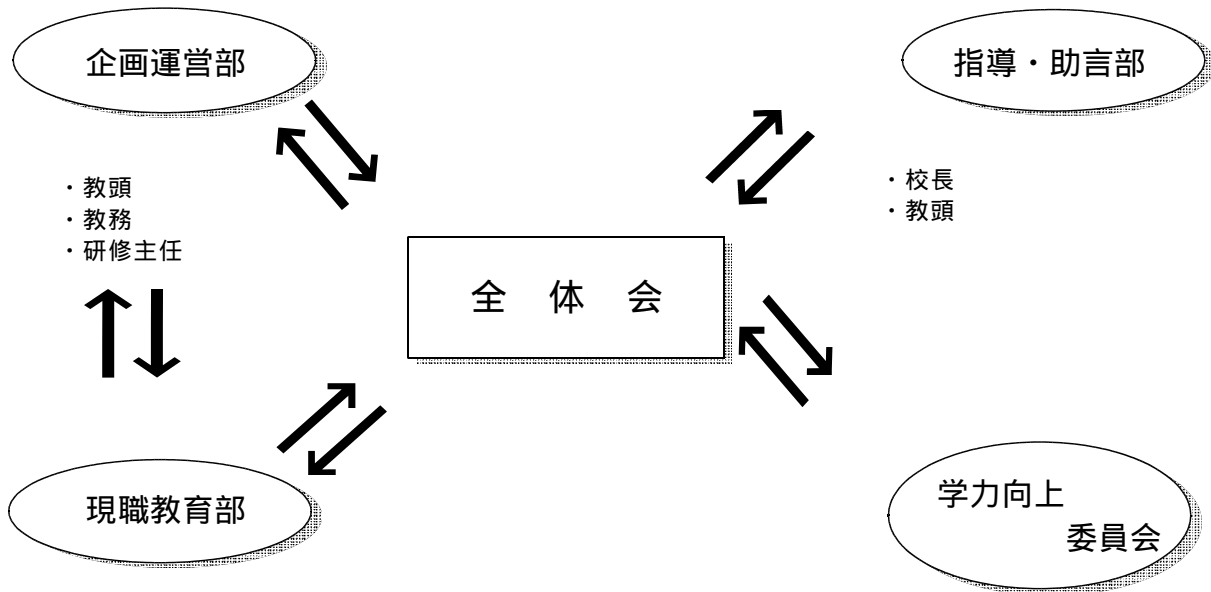 企画運営部
指導・助言部
・教頭
・教務
・研修主任
・校長
・教頭
全　体　会
現職教育部
学力向上
委員会